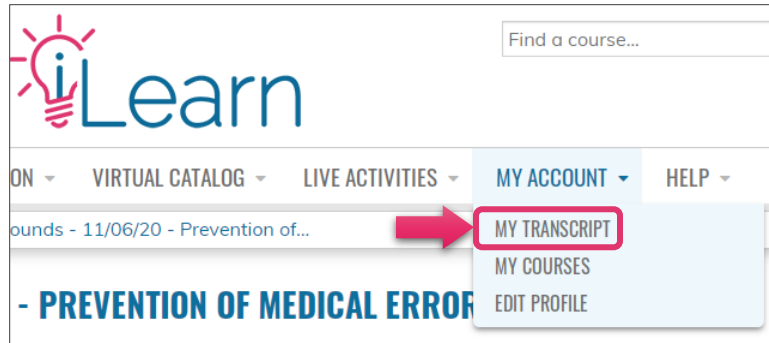 Find a course...
iLearn
ON VIRTUAL CATALOG LIVE ACTIVITIES MY ACCOUNT HELP
ounds - 11/06/20 - Prevention of...
MY TRANSCRIPT
MY COURSES
EDIT PROFILE
- PREVENTION OF MEDICAL ERROR